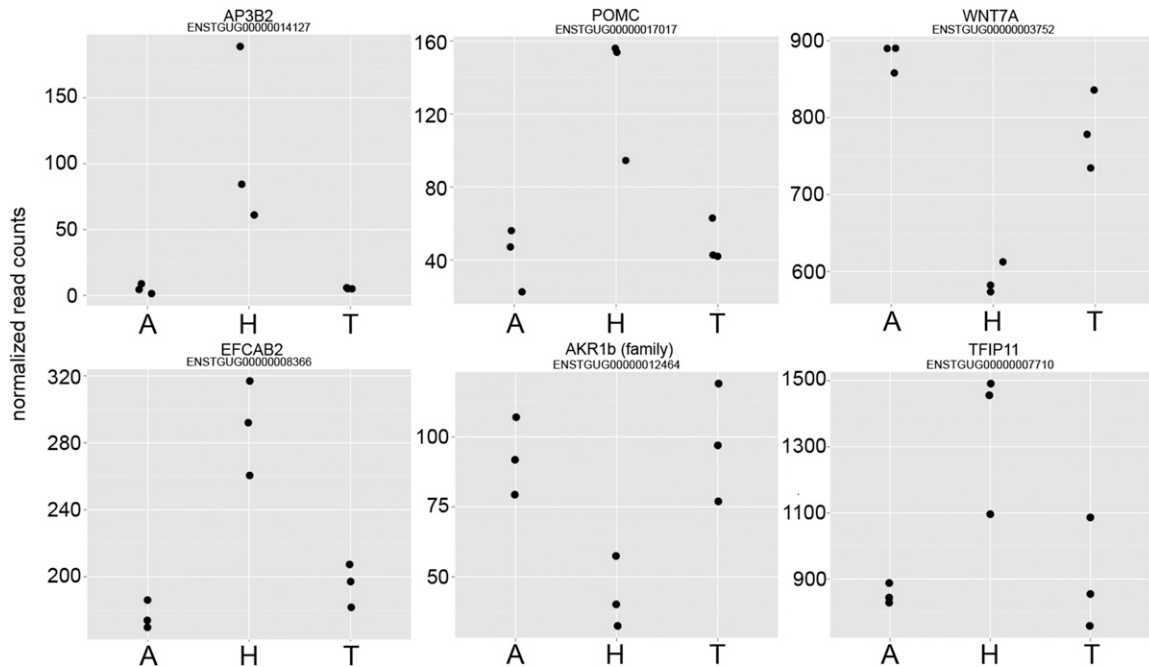 AP3B2
ENSTGUG00000014127
POMC
ENSTGUG00000017017
WNT7A
ENSTGUG00000003752
normalized read counts
150
100
50
0
160
120
80
40
900
800
700
600
A H T
A H T
A H T
EFCAB2
ENSTGUG00000008366
AKR1b (family)
ENSTGUG00000012464
TFIP11
ENSTGUG00000007710
320
280
240
200
100
75
50
1500
1300
1100
900
A H T
A H T
A H T